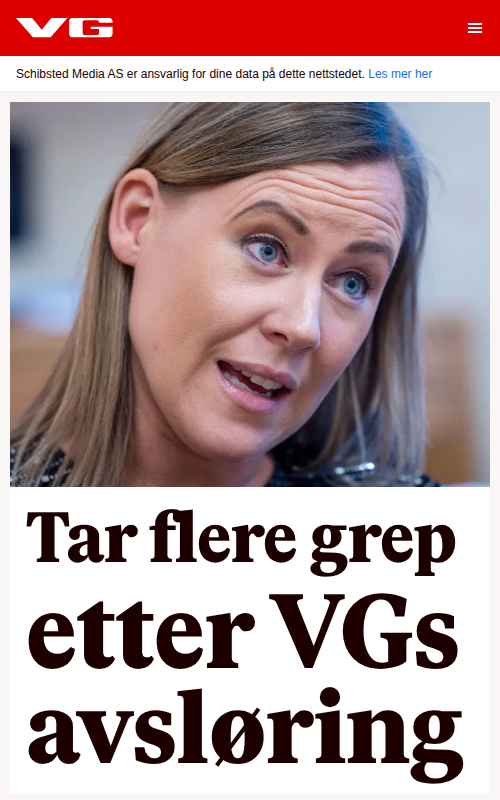 VG
Schibsted Media AS er ansvarlig for dine data på dette nettstedet. Les mer her
Tar flere grep
etter VGs
avsløring